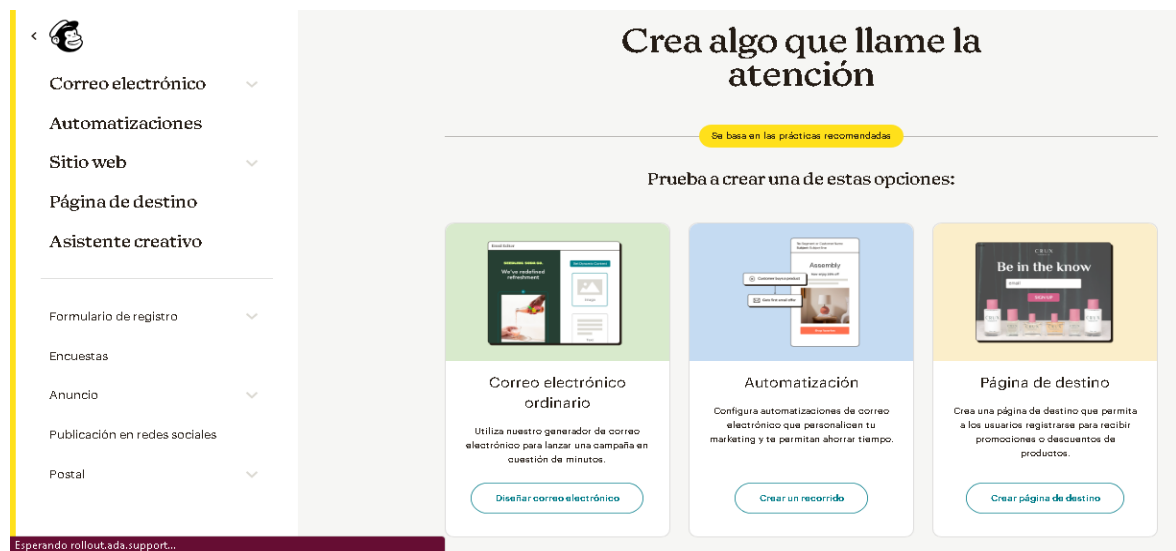 Correo electrónico
Automatizaciones
Sitio web
Página de destino
Asistente creativo
Formulario de registro
Encuestas
Anuncio
Publicación en redes sociales
Postal
Esperando rollout.ada.support...
Crea algo que llame la
atención
Se basa en las prácticas recomendadas
Prueba a crear una de estas opciones:
We've redefined
refreshment
Image
Correo electrónico
ordinario
Utiliza nuestro generador de correo
electrónico para lanzar una campaña en
cuestión de minutos.
Diseñar correo electrónico
Assembly
Automatización
Configura automatizaciones de correo
electrónico que personalicen tu
marketing y te permitan ahorrar tiempo.
Crear un recorrido
Be in the know
email
SIGN UP
Página de destino
Crea una página de destino que permita
a los usuarios registrarse para recibir
promociones o descuentos de
productos.
Crear página de destino